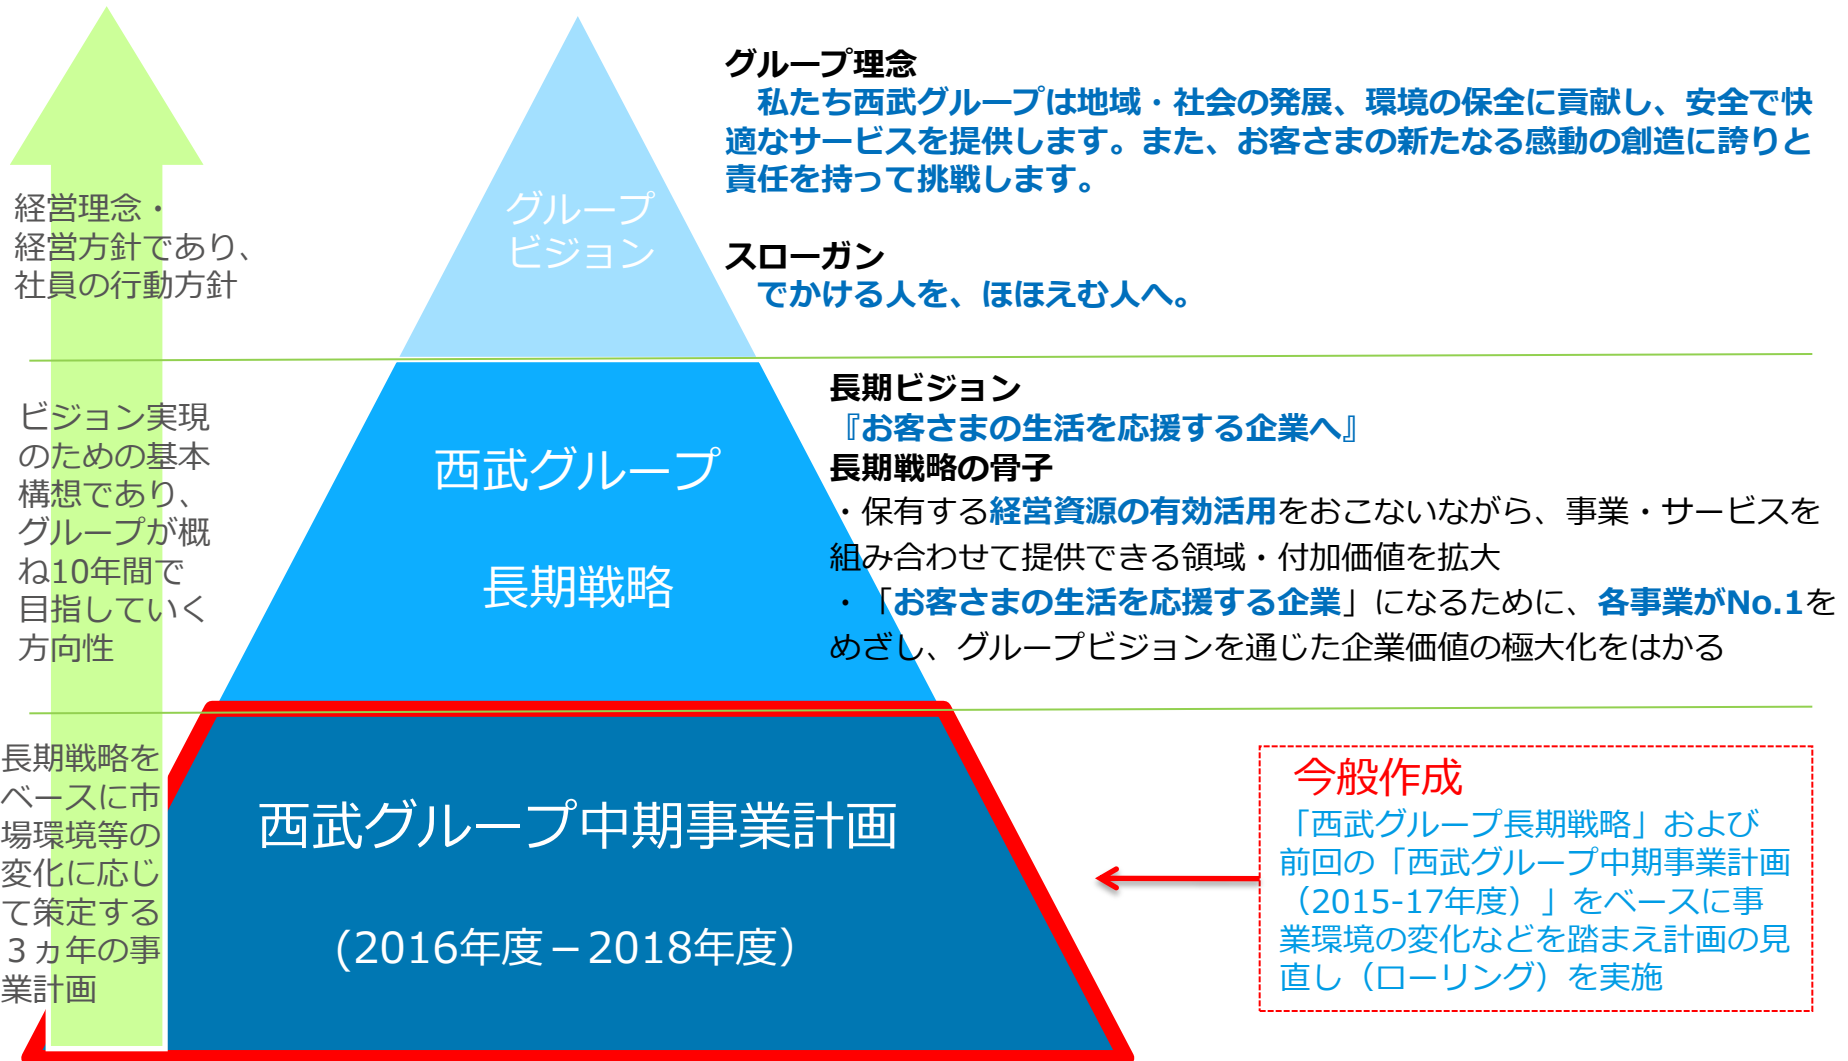 経営理念・
経営方針であり、
社員の行動方針
グループ
ビジョン
グループ理念
私たち西武グループは地域・社会の発展、環境の保全に貢献し、安全で快
適なサービスを提供します。また、お客さまの新たなる感動の創造に誇りと
責任を持って挑戦します。
スローガン
でかける人を、ほほえむ人へ。
ビジョン実現
のための基本
構想であり、
グループが概
ね10年間で
目指していく
方向性
西武グループ
長期戦略
長期ビジョン
『お客さまの生活を応援する企業へ』
長期戦略の骨子
・保有する経営資源の有効活用をおこないながら、事業・サービスを
組み合わせて提供できる領域・付加価値を拡大
・「お客さまの生活を応援する企業」になるために、各事業がNo.1を
めざし、グループビジョンを通じた企業価値の極大化をはかる
長期戦略を
ベースに市
場環境等の
変化に応じ
て策定する
３ヵ年の事
業計画
西武グループ中期事業計画
(2016年度－2018年度）
今般作成
「西武グループ長期戦略」および
前回の「西武グループ中期事業計画
（2015-17年度）」をベースに事
業環境の変化などを踏まえ計画の見
直し（ローリング）を実施